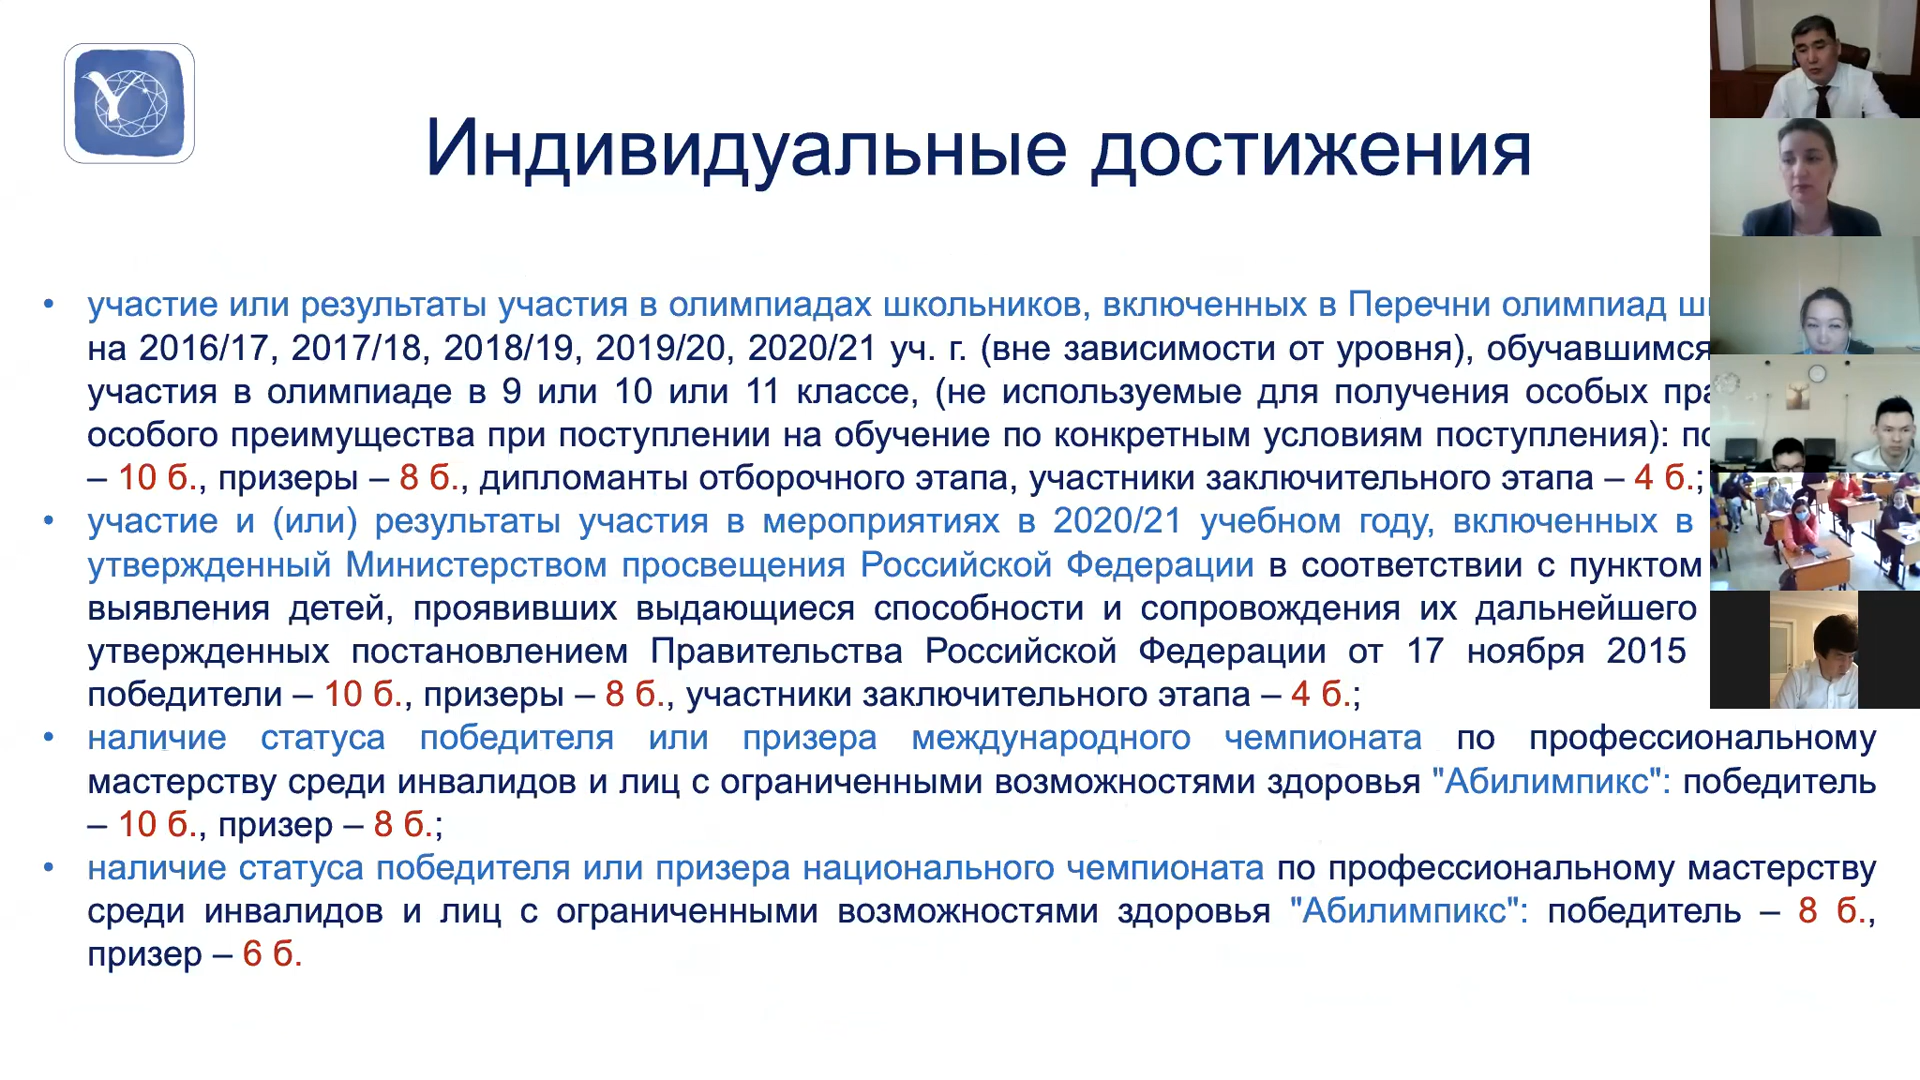 Индивидуальные достижения
• участие или результаты участия в олимпиадах школьников, включенных в Перечни олимпиад
на 2016/17, 2017/18, 2018/19, 2019/20, 2020/21 уч. г. (вне зависимости от уровня), обучавшимся
участия в олимпиаде в 9 или 10 или 11 классе, (не используемые для получения особых
особого преимущества при поступлении на обучение по конкретным условиям поступления):
– 10 б., призеры – 8 б., дипломанты отборочного этапа, участники заключительного этапа – 4 б.;
• участие и (или) результаты участия в мероприятиях в 2020/21 учебном году, включенных в
утвержденный Министерством просвещения Российской Федерации в соответствии с пунктом
выявления детей, проявивших выдающиеся способности и сопровождения их дальнейшего
утвержденных постановлением Правительства Российской Федерации от 17 ноября 2015
победители – 10 б., призеры – 8 б., участники заключительного этапа – 4 б.;
• наличие статуса победителя или призера международного чемпионата по профессиональному
мастерству среди инвалидов и лиц с ограниченными возможностями здоровья "Абилимпикс": победитель
– 10 б., призер – 8 б.;
• наличие статуса победителя или призера национального чемпионата по профессиональному мастерству
среди инвалидов и лиц с ограниченными возможностями здоровья "Абилимпикс": победитель – 8 б.,
призер – 6 б.